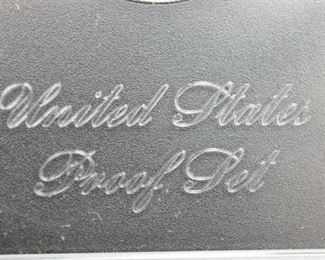 United States
Proof Set